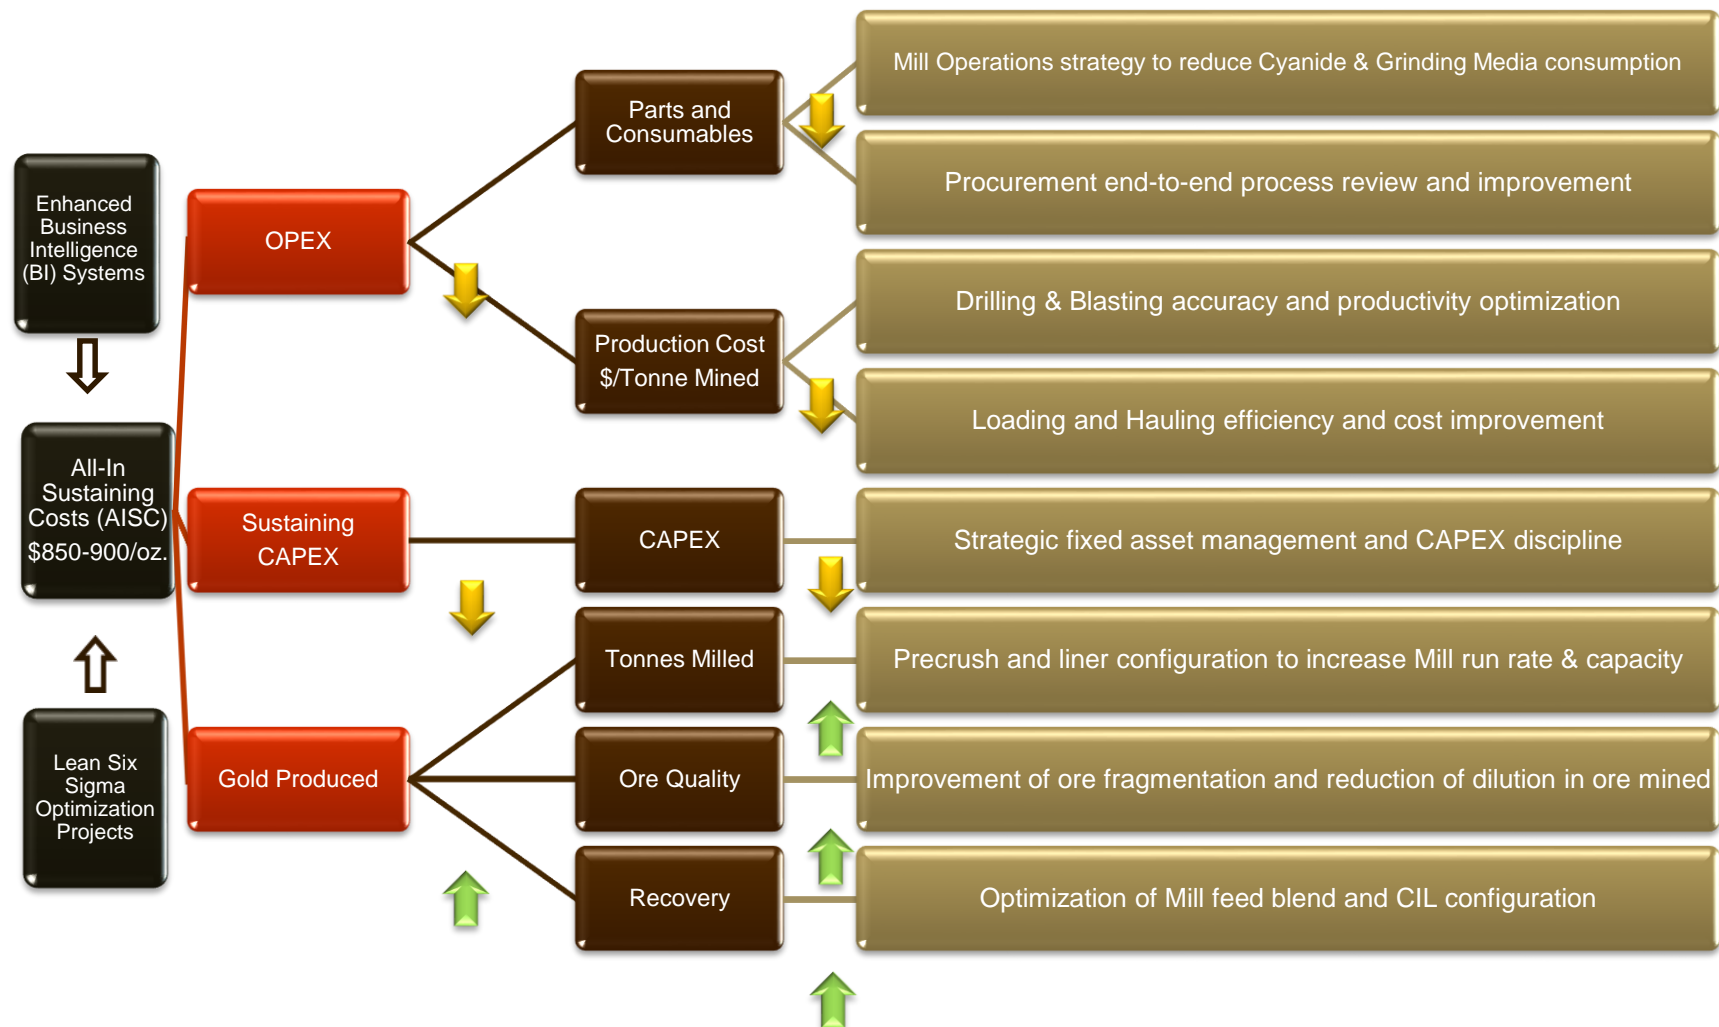 Enhanced
Business
Intelligence
(BI) Systems
All-In
Sustaining
Costs (AISC)
$850-900/oz.
Lean Six
Sigma
Optimization
Projects
OPEX
Sustaining
CAPEX
Gold Produced
Parts and
Consumables
Production Cost
$/Tonne Mined
CAPEX
Tonnes Milled
Ore Quality
Recovery
Mill Operations strategy to reduce Cyanide & Grinding Media consumption
Procurement end-to-end process review and improvement
Drilling & Blasting accuracy and productivity optimization
Loading and Hauling efficiency and cost improvement
Strategic fixed asset management and CAPEX discipline
Precrush and liner configuration to increase Mill run rate & capacity
Improvement of ore fragmentation and reduction of dilution in ore mined
Optimization of Mill feed blend and CIL configuration